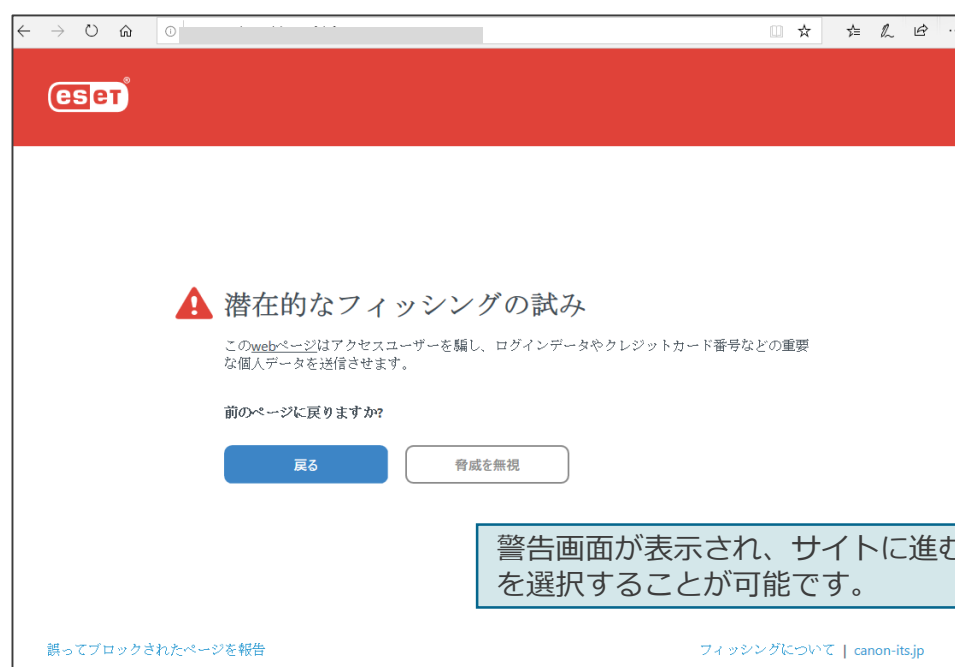 eseT
潜在的なフィッシングの試み
このwebページはアクセスユーザーを騙し、ログインデータやクレジットカード番号などの重要
な個人データを送信させます。
前のページに戻りますか?
戻る
脅威を無視
警告画面が表示され、サイトに進む
を選択することが可能です。
誤ってブロックされたページを報告
フィッシングについて | canon-its.jp